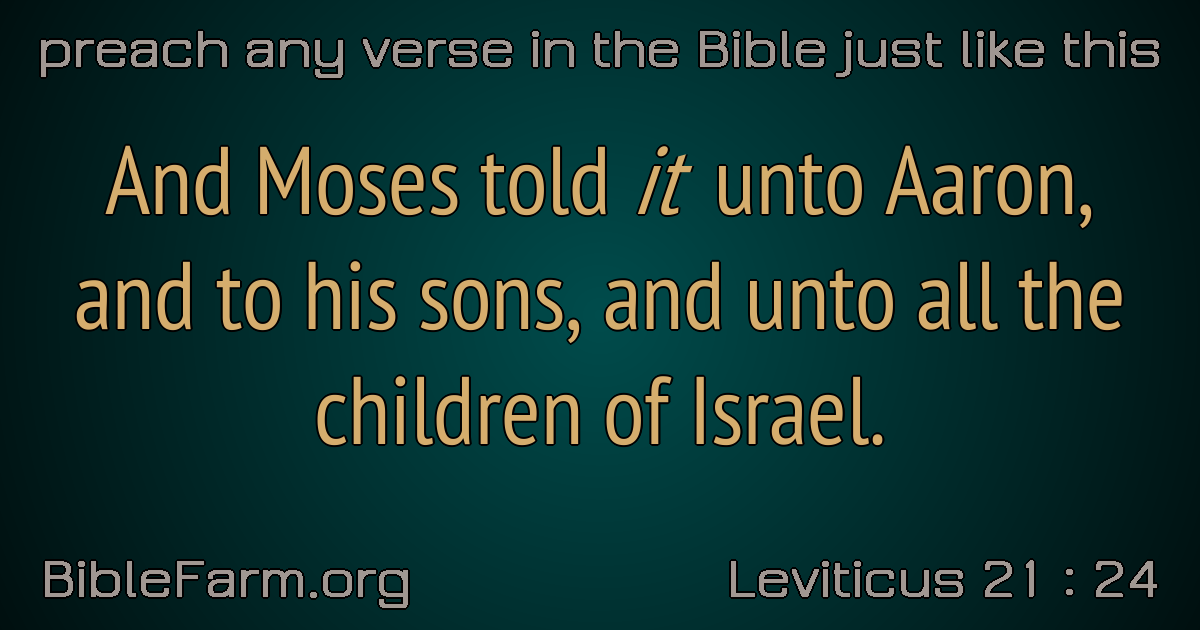 preach any verse in the Bible just like this
And Moses told it unto Aaron,
and to his sons, and unto all the
children of Israel.
BibleFarm.org
Leviticus 21 : 24